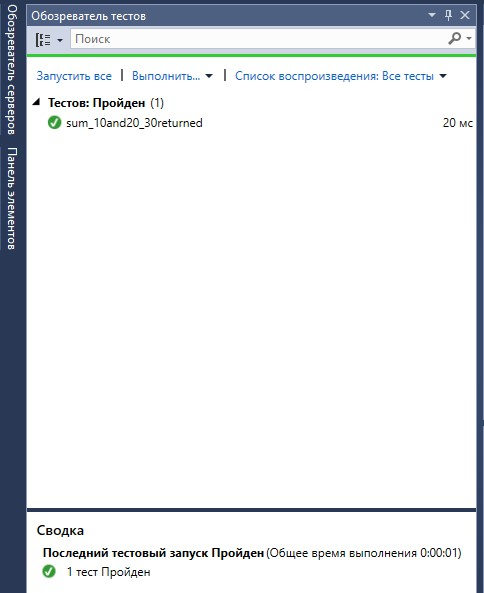 Обозреватель серверов
Панель элементов
Обозреватель тестов
Поиск
Запустить все | Выполнить... | Список воспроизведения: Все тесты
Тестов: Пройден (1)
sum_10and20_30returned 20 мс
Сводка
Последний тестовый запуск Пройден (Общее время выполнения 0:00:01)
1 тест Пройден